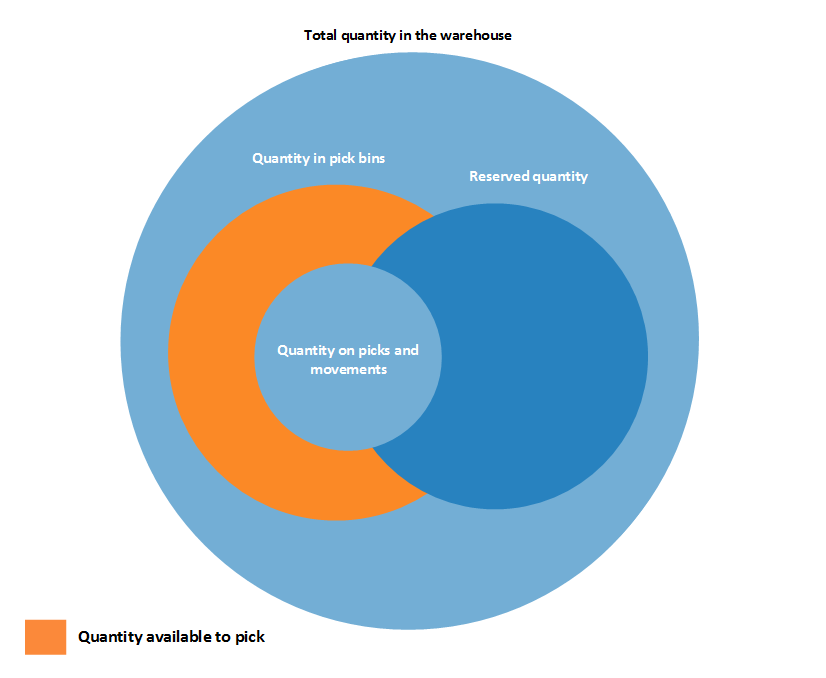 Total quantity in the warehouse
Quantity in pick bins
Reserved quantity
Quantity on picks and
movements
Quantity available to pick